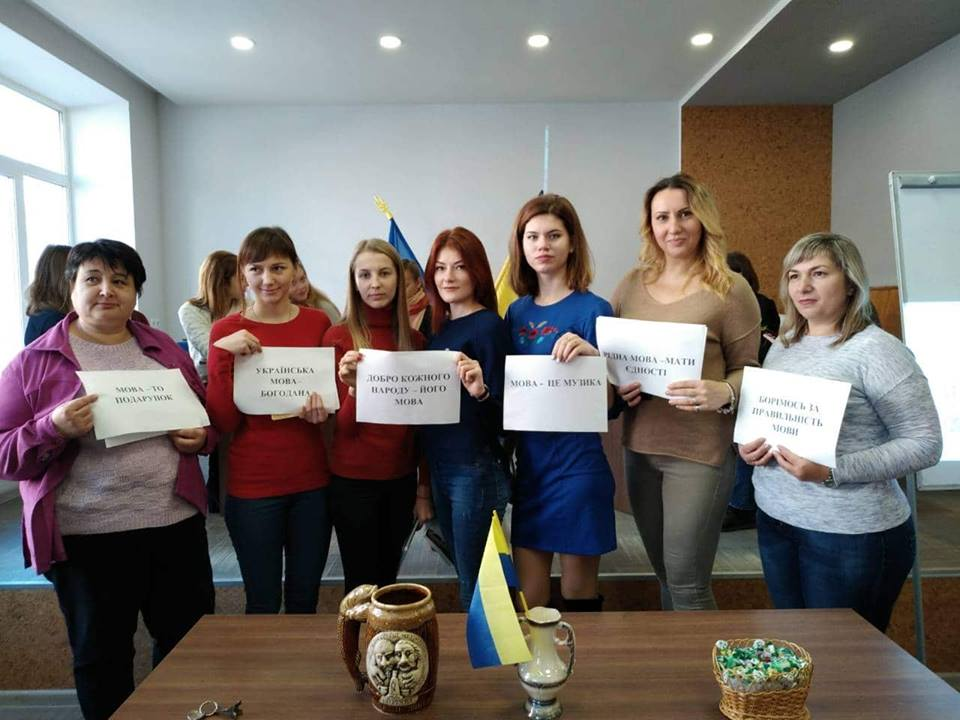 МОВА – ТО
ПОДАРУНОК
УКРАЇНСЬКА
МОВА–
БОГОДАНА
ДОБРО КОЖНОГО
НАРОДУ – ЙОГО
МОВА
МОВА - ЦЕ МУЗИКА
РІДНА МОВА –МАТИ
ЄДНОСТІ
БОРІМОСЬ ЗА
ПРАВИЛЬНІСТЬ
МОВИ